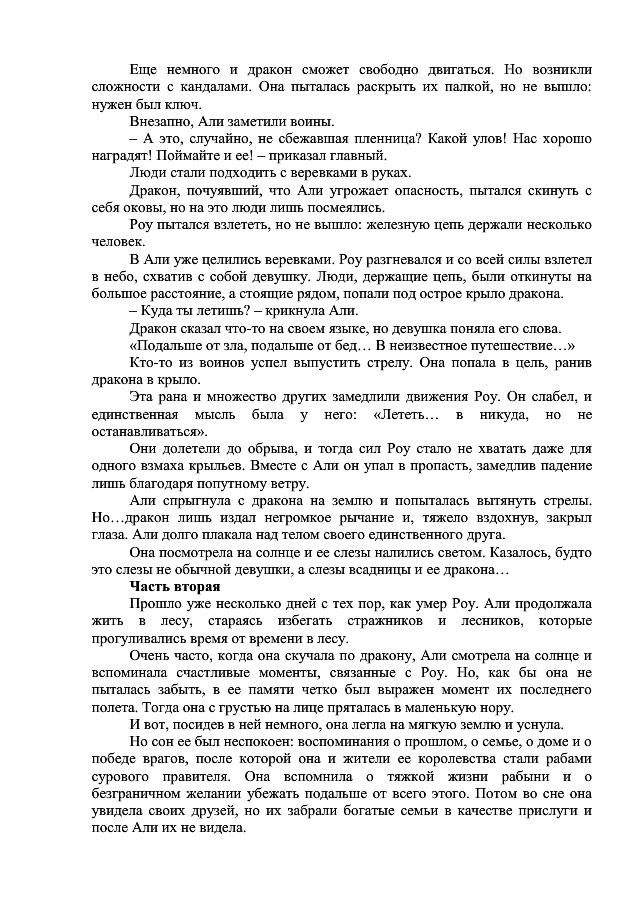 Еще немного и дракон сможет свободно двигаться. Но возникли
сложности с кандалами. Она пыталась раскрыть их палкой, но не вышло:
нужен был ключ.
Внезапно, Али заметили воины.
– А это, случайно, не сбежавшая пленница? Какой улов! Нас хорошо
наградят! Поймайте и ее! – приказал главный.
Люди стали подходить с веревками в руках.
Дракон, почуявший, что Али угрожает опасность, пытался скинуть с
себя оковы, но на это люди лишь посмеялись.
Роу пытался взлететь, но не вышло: железную цепь держали несколько
человек.
В Али уже целились веревками. Роу разгневался и со всей силы взлетел
в небо, схватив с собой девушку. Люди, держащие цепь, были откинуты на
большое расстояние, а стоящие рядом, попали под острое крыло дракона.
– Куда ты летишь? – крикнула Али.
Дракон сказал что-то на своем языке, но девушка поняла его слова.
«Подальше от зла, подальше от бед… В неизвестное путешествие…»
Кто-то из воинов успел выпустить стрелу. Она попала в цель, ранив
дракона в крыло.
Эта рана и множество других замедлили движения Роу. Он слабел, и
единственная мысль была у него: «Лететь… в никуда, но не
останавливаться».
Они долетели до обрыва, и тогда сил Роу стало не хватать даже для
одного взмаха крыльев. Вместе с Али он упал в пропасть, замедлив падение
лишь благодаря попутному ветру.
Али спрыгнула с дракона на землю и попыталась вытянуть стрелы.
Но…дракон лишь издал негромкое рычание и, тяжело вздохнув, закрыл
глаза. Али долго плакала над телом своего единственного друга.
Она посмотрела на солнце и ее слезы налились светом. Казалось, будто
это слезы не обычной девушки, а слезы всадницы и ее дракона…
Часть вторая
Прошло уже несколько дней с тех пор, как умер Роу. Али продолжала
жить в лесу, стараясь избегать стражников и лесников, которые
прогуливались время от времени в лесу.
Очень часто, когда она скучала по дракону, Али смотрела на солнце и
вспоминала счастливые моменты, связанные с Роу. Но, как бы она не
пыталась забыть, в ее памяти четко был выражен момент их последнего
полета. Тогда она с грустью на лице пряталась в маленькую нору.
И вот, посидев в ней немного, она легла на мягкую землю и уснула.
Но сон ее был неспокоен: воспоминания о прошлом, о семье, о доме и о
победе врагов, после которой она и жители ее королевства стали рабами
сурового правителя. Она вспомнила о тяжкой жизни рабыни и о
безграничном желании убежать подальше от всего этого. Потом во сне она
увидела своих друзей, но их забрали богатые семьи в качестве прислуги и
после Али их не видела.